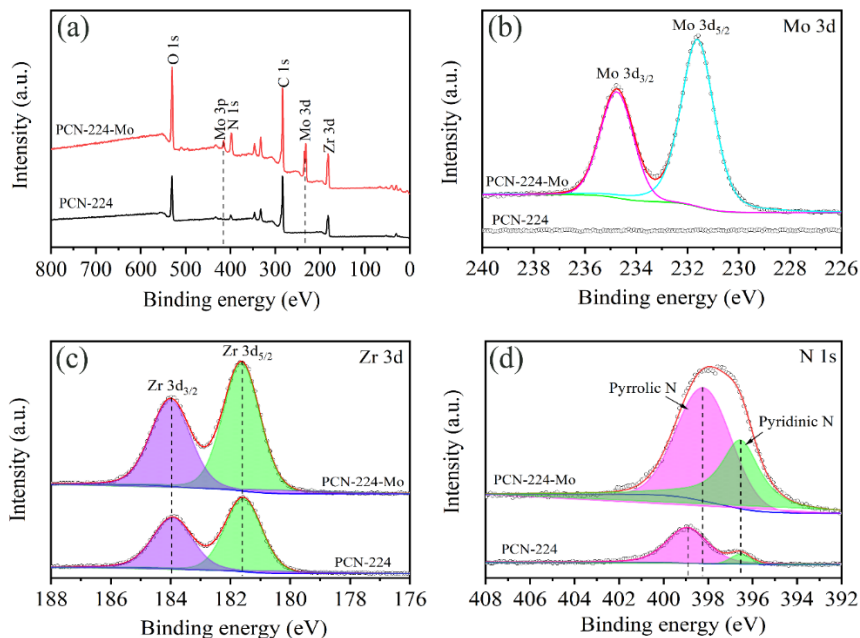 (a)
O 1s
Mo 3p
N 1s
C 1s
Mo 3d
Zr 3d
PCN-224-Mo
PCN-224
Intensity (a.u.)
800 700 600 500 400 300 200 100 0
Binding energy (eV)
(b)
Mo 3d
Mo 3d5/2
Mo 3d3/2
PCN-224-Mo
PCN-224
Intensity (a.u.)
240 238 236 234 232 230 228 226
Binding energy (eV)
(c)
Zr 3d
Zr 3d5/2
Zr 3d3/2
PCN-224-Mo
PCN-224
Intensity (a.u.)
188 186 184 182 180 178 176
Binding energy (eV)
(d)
N 1s
Pyrrolic N
Pyridinic N
PCN-224-Mo
PCN-224
Intensity (a.u.)
408 406 404 402 400 398 396 394 392
Binding energy (eV)